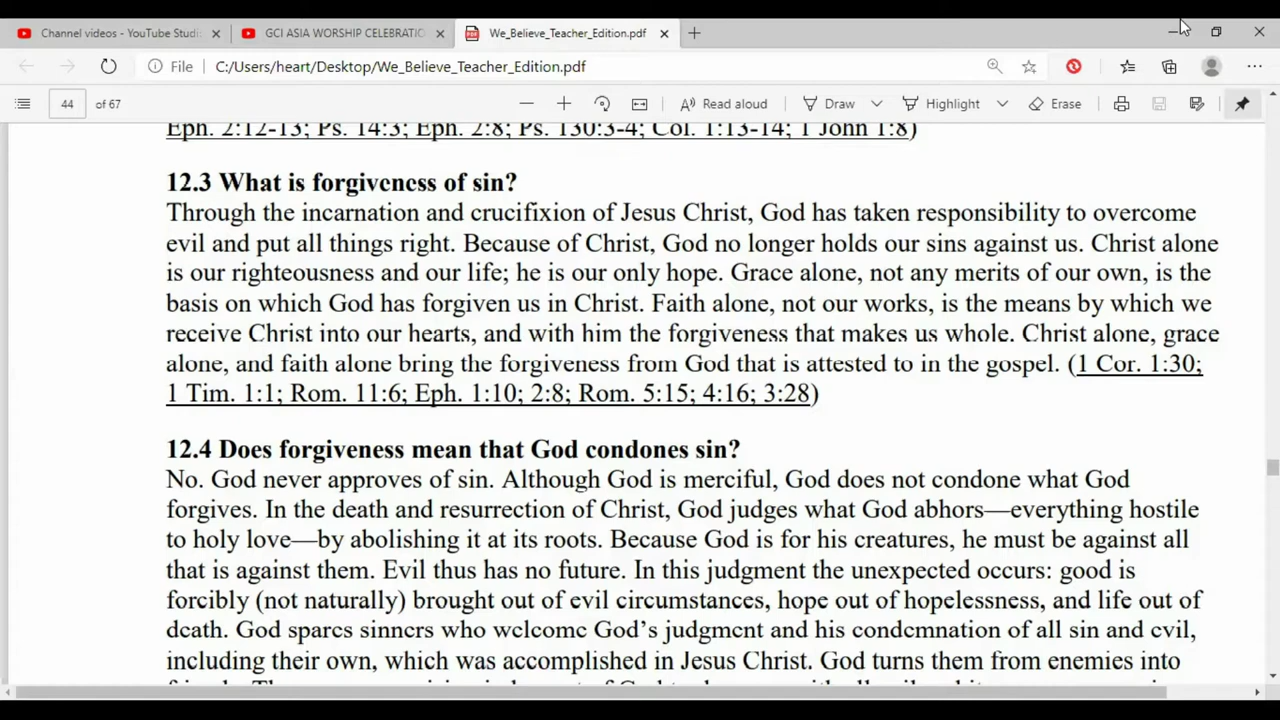 Channel videos - YouTube Studi
GCI ASIA WORSHIP CELEBRATIO
We_Believe_Teacher_Edition.pdf
File
C:/Users/heart/Desktop/We_Believe_Teacher_Edition.pdf
44 of 67
Read aloud
Draw
Highlight
Erase
Eph. 2:12-13; Ps. 14:3; Eph. 2:8; Ps. 130:3-4; Col. 1:13-14; 1 John 1:8)
12.3 What is forgiveness of sin?
Through the incarnation and crucifixion of Jesus Christ, God has taken responsibility to overcome
evil and put all things right. Because of Christ, God no longer holds our sins against us. Christ alone
is our righteousness and our life; he is our only hope. Grace alone, not any merits of our own, is the
basis on which God has forgiven us in Christ. Faith alone, not our works, is the means by which we
receive Christ into our hearts, and with him the forgiveness that makes us whole. Christ alone, grace
alone, and faith alone bring the forgiveness from God that is attested to in the gospel. (1 Cor. 1:30;
1 Tim. 1:1; Rom. 11:6; Eph. 1:10; 2:8; Rom. 5:15; 4:16; 3:28)
12.4 Does forgiveness mean that God condones sin?
No. God never approves of sin. Although God is merciful, God does not condone what God
forgives. In the death and resurrection of Christ, God judges what God abhors—everything hostile
to holy love—by abolishing it at its roots. Because God is for his creatures, he must be against all
that is against them. Evil thus has no future. In this judgment the unexpected occurs: good is
forcibly (not naturally) brought out of evil circumstances, hope out of hopelessness, and life out of
death. God spares sinners who welcome God's judgment and his condemnation of all sin and evil,
including their own, which was accomplished in Jesus Christ. God turns them from enemies into